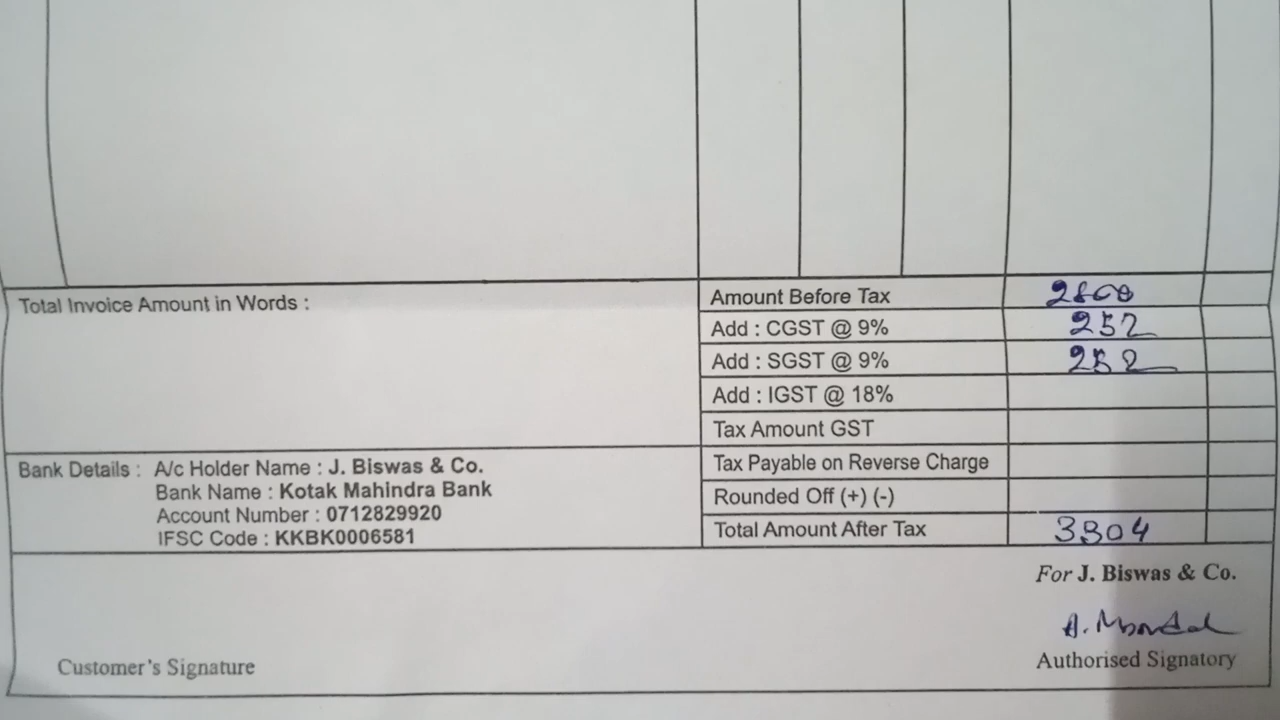 Total Invoice Amount in Words :
Amount Before Tax 2800
Add : CGST @ 9% 252
Add : SGST @ 9% 252
Add : IGST @ 18%
Tax Amount GST
Bank Details : A/c Holder Name : J. Biswas & Co.
Bank Name : Kotak Mahindra Bank
Account Number : 0712829920
IFSC Code : KKBK0006581
Tax Payable on Reverse Charge
Rounded Off (+) (-)
Total Amount After Tax 3304
For J. Biswas & Co.
A. Mondal
Customer's Signature
Authorised Signatory